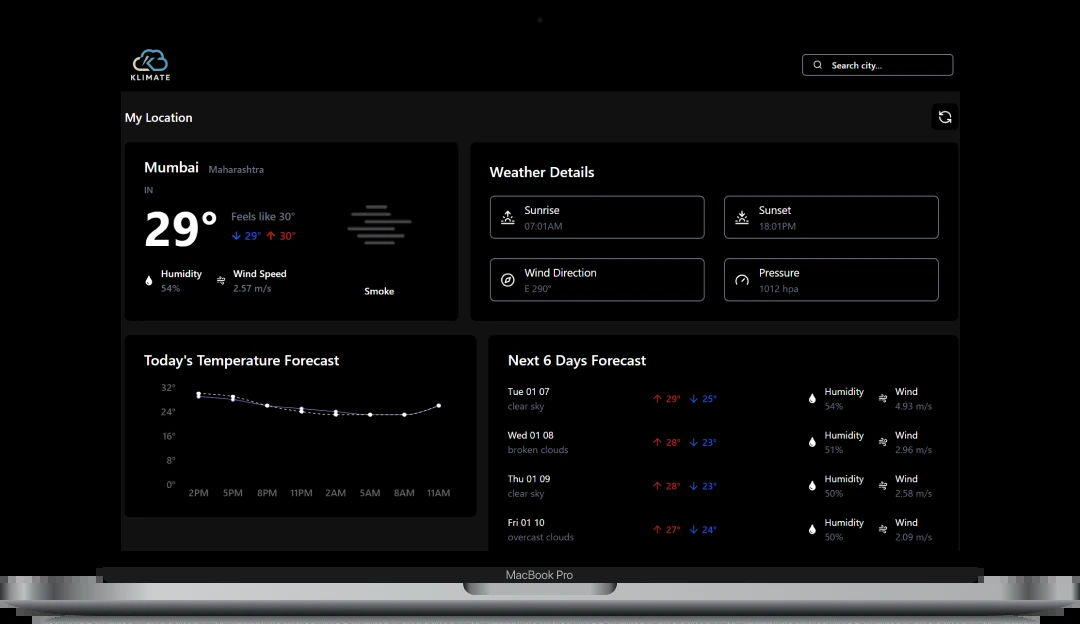 KLIMATE
Search city...
My Location
Mumbai Maharashtra
IN
29°
Feels like 30°
29° 30°
Humidity
54%
Wind Speed
2.57 m/s
Smoke
Weather Details
Sunrise
07:01AM
Sunset
18:01PM
Wind Direction
E 290°
Pressure
1012 hpa
Today's Temperature Forecast
32°
24°
16°
8°
0°
2PM 5PM 8PM 11PM 2AM 5AM 8AM 11AM
Next 6 Days Forecast
Tue 01 07
clear sky
29° 25°
Humidity
54%
Wind
4.93 m/s
Wed 01 08
broken clouds
28° 23°
Humidity
51%
Wind
2.96 m/s
Thu 01 09
clear sky
28° 23°
Humidity
50%
Wind
2.58 m/s
Fri 01 10
overcast clouds
27° 24°
Humidity
50%
Wind
2.09 m/s
MacBook Pro